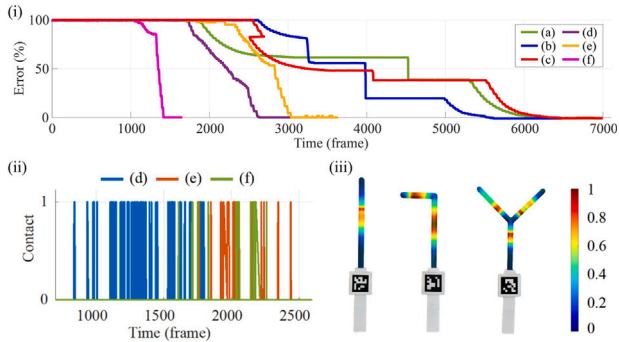 (i)
100
50
0
Error (%)
0
1000
2000
3000
4000
5000
6000
7000
Time (frame)
(a)
(d)
(b)
(e)
(c)
(f)
(ii)
(d)
(e)
(f)
1
0
Contact
1000
1500
2000
2500
Time (frame)
(iii)
1
0.8
0.6
0.4
0.2
0